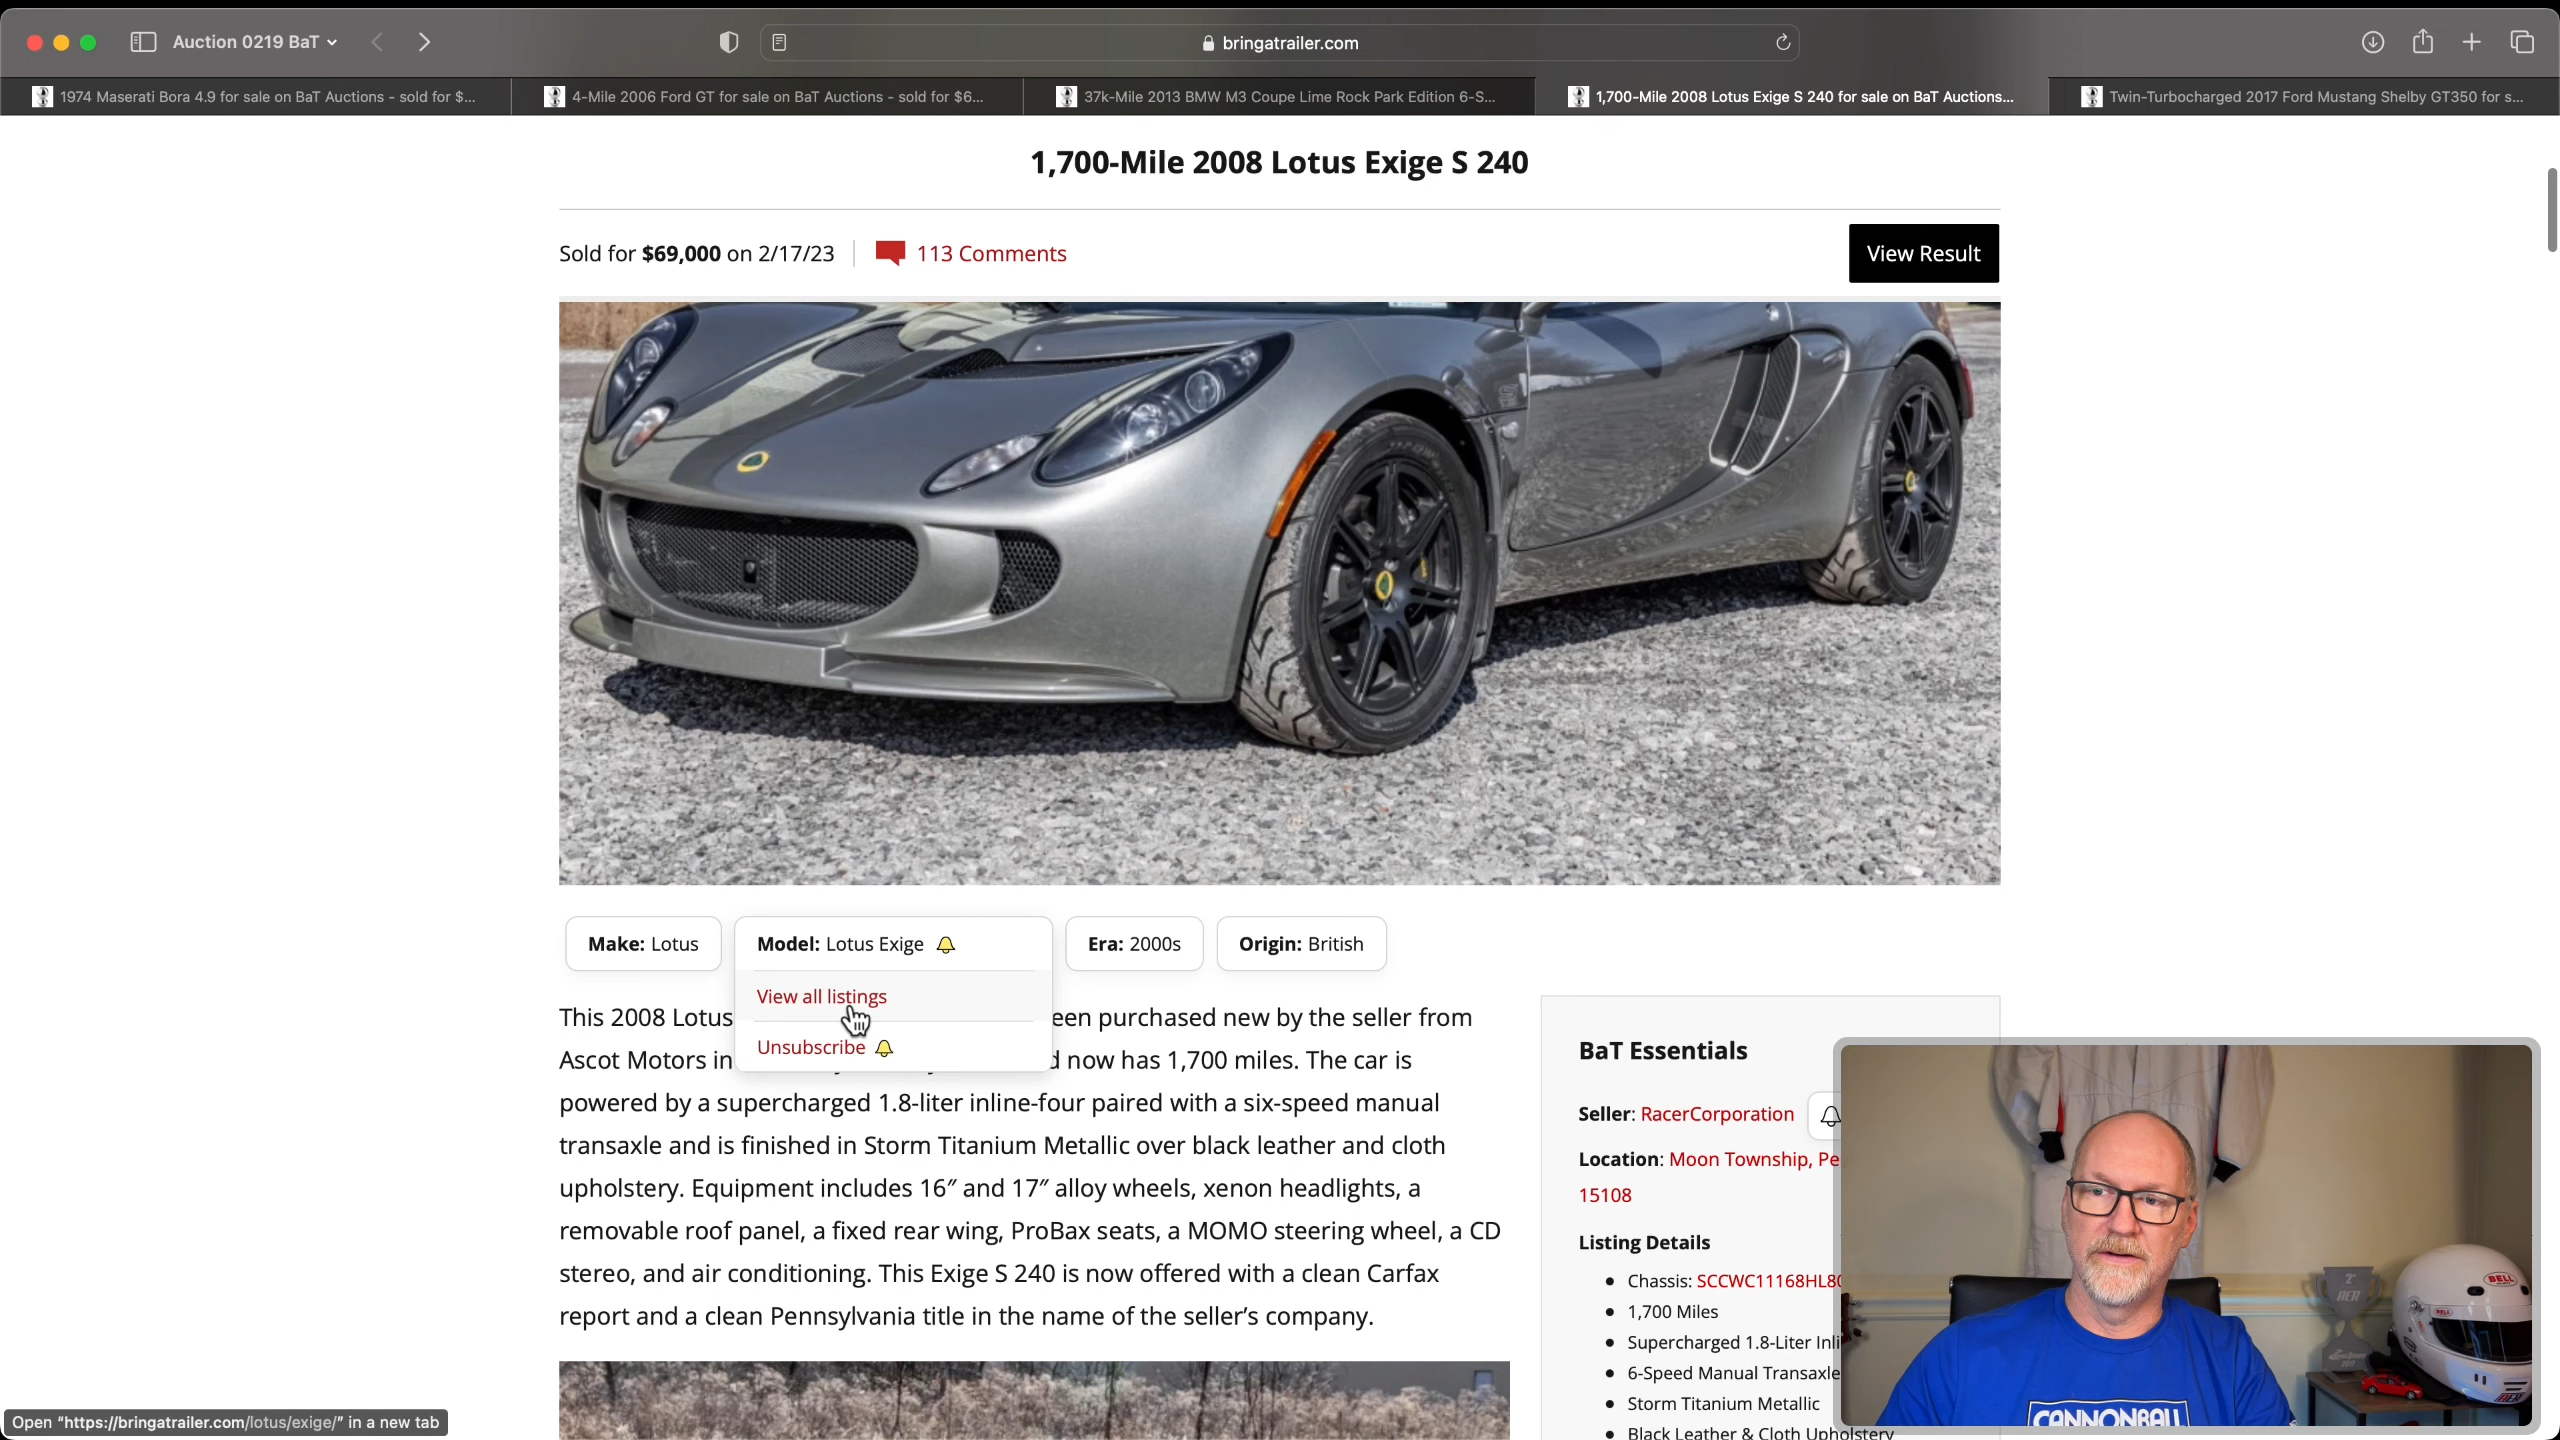 Auction 0219 BaT
bringatrailer.com
1974 Maserati Bora 4.9 for sale on BaT Auctions - sold for $...
4-Mile 2006 Ford GT for sale on BaT Auctions - sold for $6...
37k-Mile 2013 BMW M3 Coupe Lime Rock Park Edition 6-S...
1,700-Mile 2008 Lotus Exige S 240 for sale on BaT Auctions...
Twin-Turbocharged 2017 Ford Mustang Shelby GT350 for s...
1,700-Mile 2008 Lotus Exige S 240
Sold for $69,000 on 2/17/23
113 Comments
View Result
Make: Lotus
Model: Lotus Exige
Era: 2000s
Origin: British
View all listings
Unsubscribe
This 2008 Lotus een purchased new by the seller from
Ascot Motors in d now has 1,700 miles. The car is
powered by a supercharged 1.8-liter inline-four paired with a six-speed manual
transaxle and is finished in Storm Titanium Metallic over black leather and cloth
upholstery. Equipment includes 16″ and 17″ alloy wheels, xenon headlights, a
removable roof panel, a fixed rear wing, ProBax seats, a MOMO steering wheel, a CD
stereo, and air conditioning. This Exige S 240 is now offered with a clean Carfax
report and a clean Pennsylvania title in the name of the seller’s company.
BaT Essentials
Seller: RacerCorporation
Location: Moon Township, Pe
15108
Listing Details
Chassis: SCCWC11168HL80
1,700 Miles
Supercharged 1.8-Liter Inli
6-Speed Manual Transaxle
Storm Titanium Metallic
Black Leather & Cloth Upholstery
BELL
BELL
AER
CANNONBALL
Open “https://bringatrailer.com/lotus/exige/” in a new tab